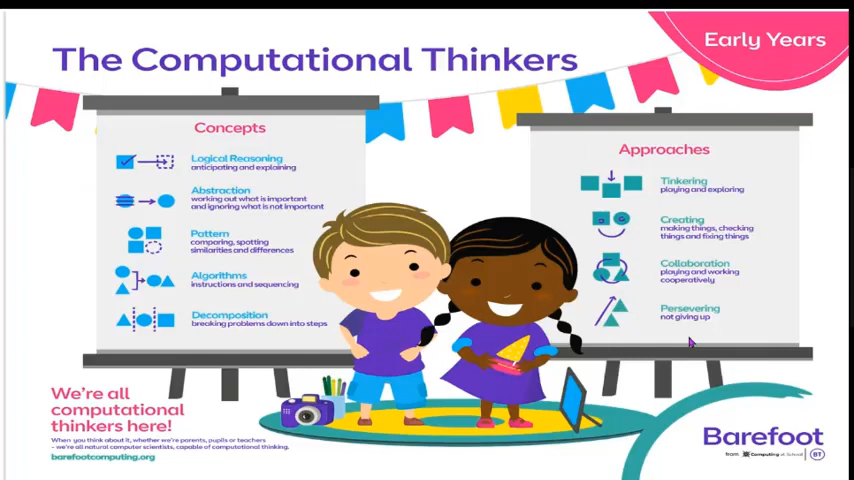 The Computational Thinkers
Early Years
Concepts
Logical Reasoning
anticipating and explaining
Abstraction
working out what is important
and ignoring what is not important
Pattern
comparing, spotting
similarities and differences
Algorithms
instructions and sequencing
Decomposition
breaking problems down into steps
Approaches
Tinkering
playing and exploring
Creating
making things, checking
things and fixing things
Collaboration
playing and working
cooperatively
Persevering
not giving up
We're all
computational
thinkers here!
When you think about it, whether we're parents, pupils or teachers
– we're all natural computer scientists, capable of computational thinking.
barefootcomputing.org
Barefoot
from Computing at School BT